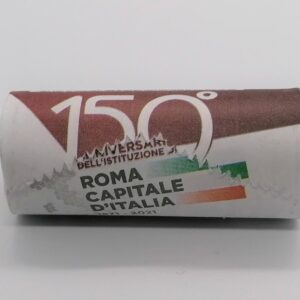 150°
ANNIVERSARIO
DELL'ISTITUZIONE DI
ROMA
CAPITALE
D'ITALIA
1871 - 2021